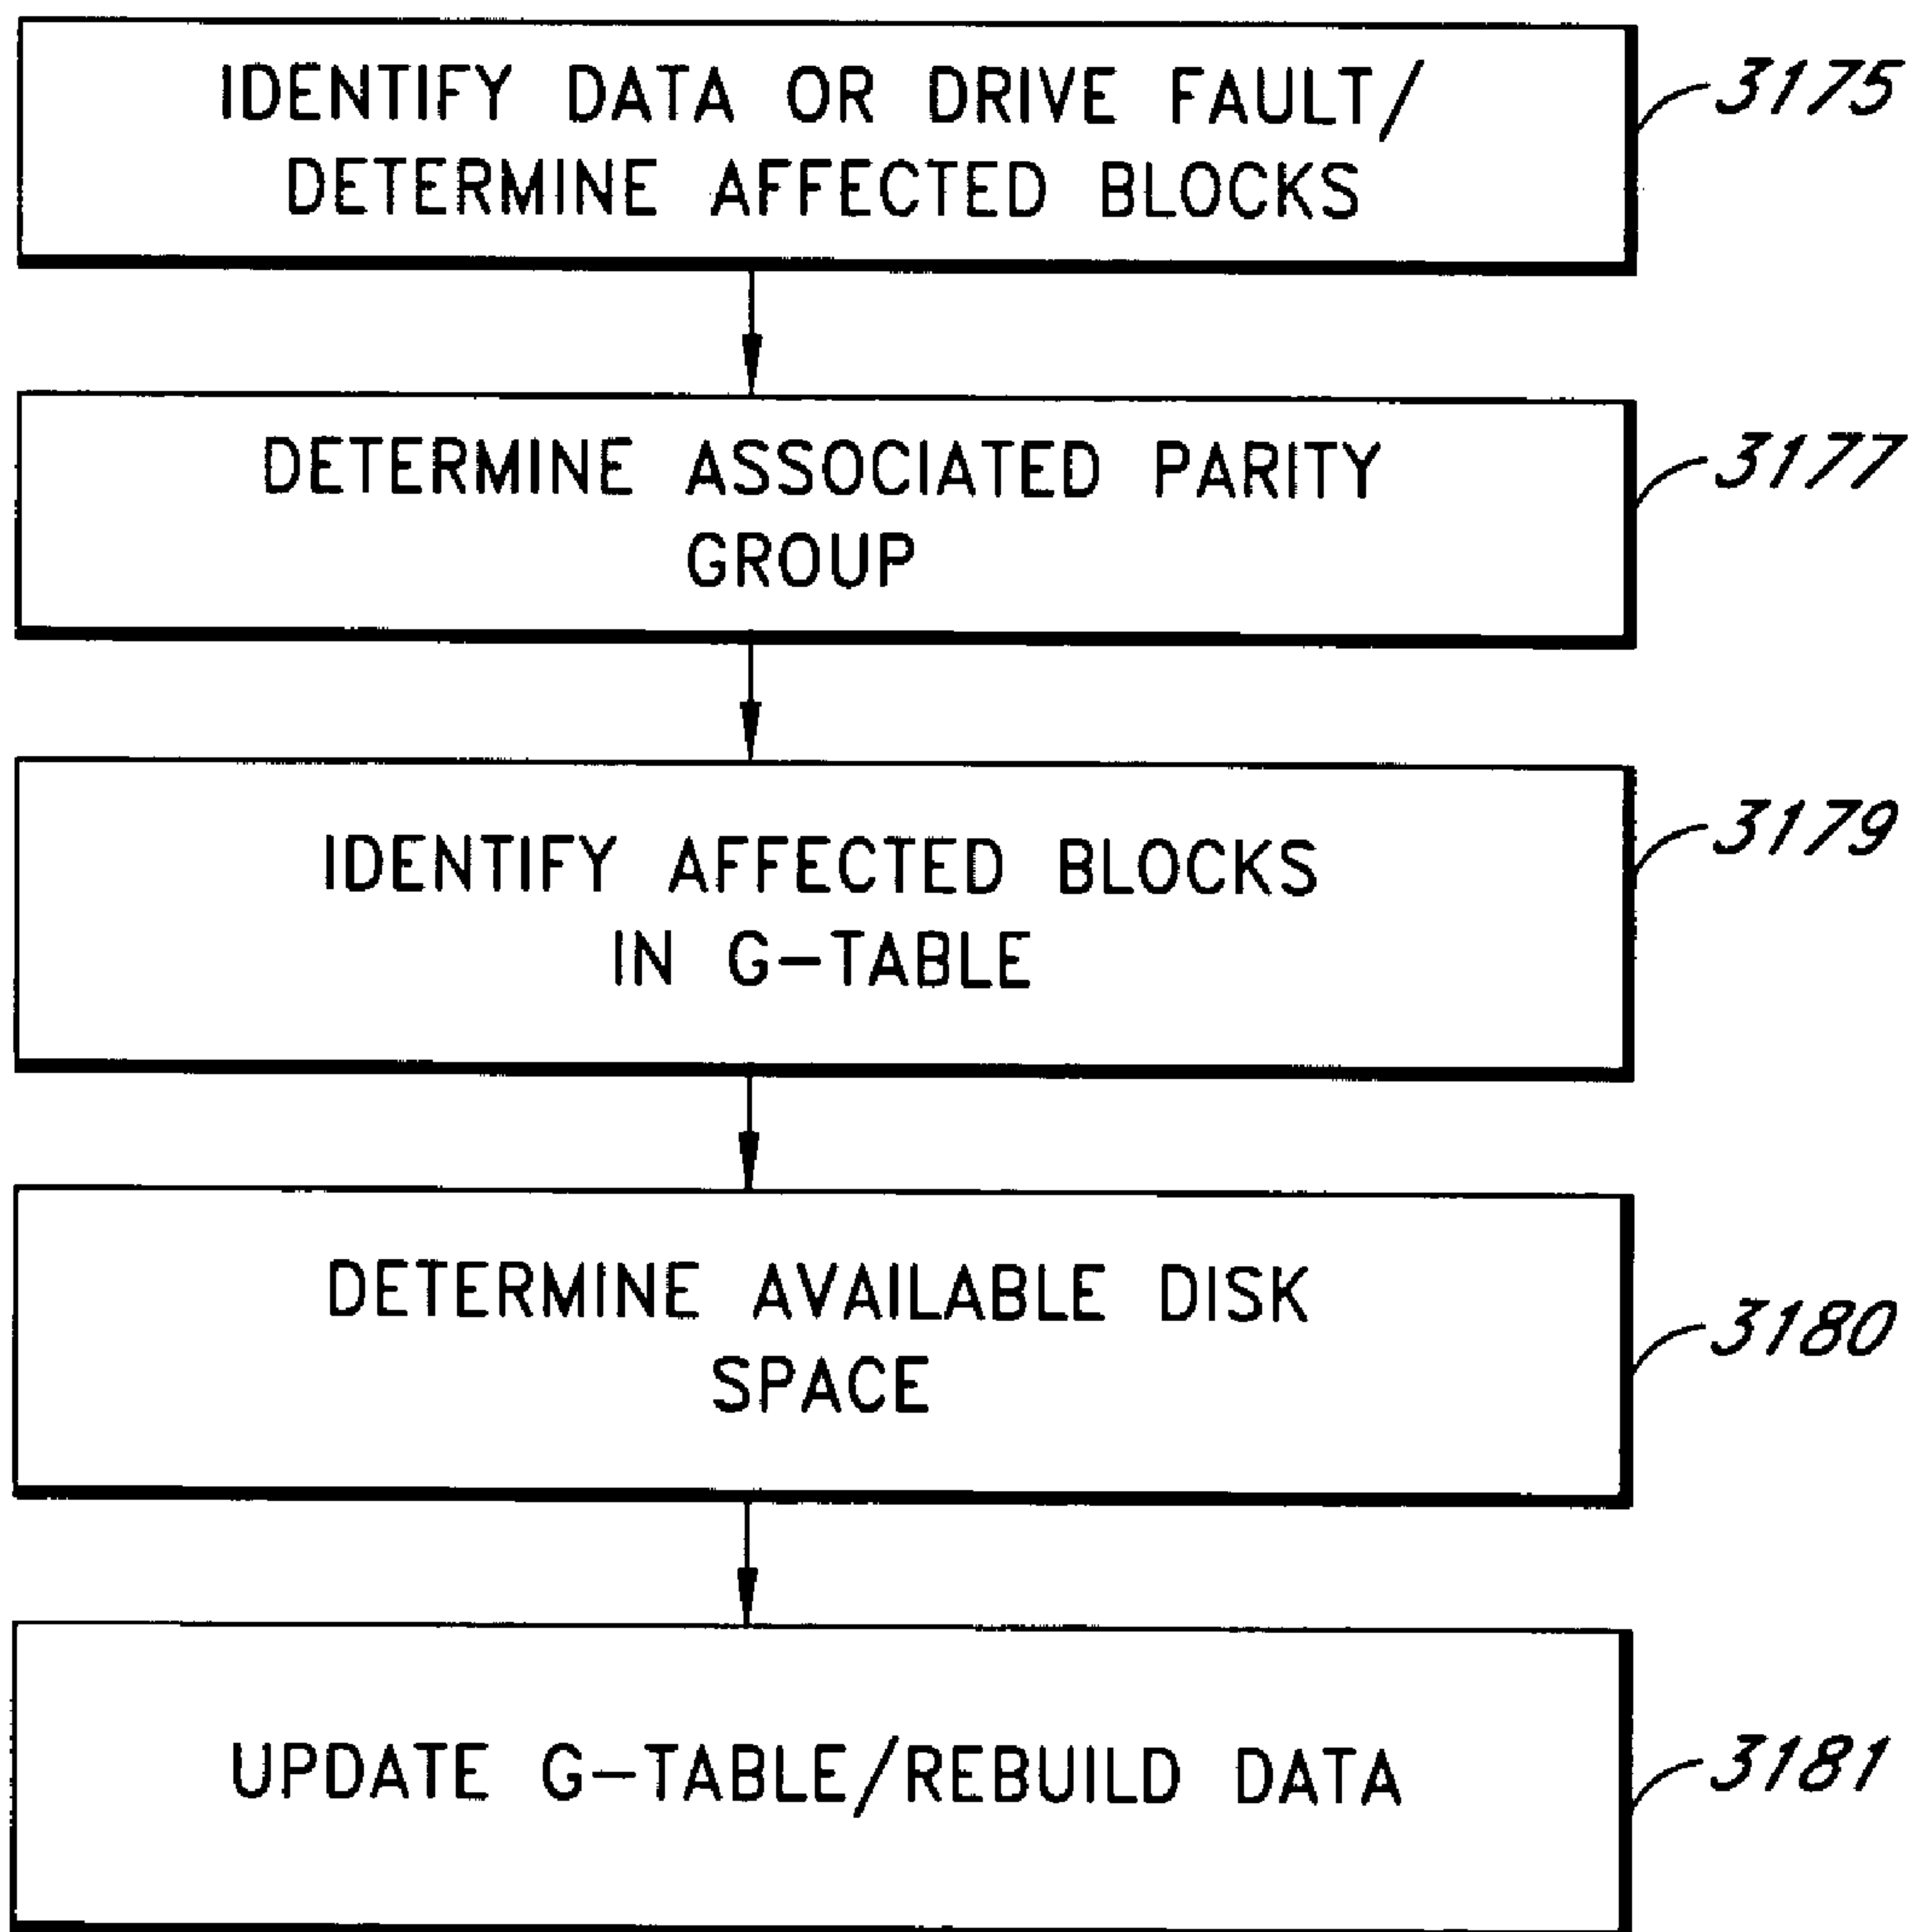 IDENTIFY DATA OR DRIVE FAULT/
DETERMINE AFFECTED BLOCKS
3175
DETERMINE ASSOCIATED PARITY
GROUP
3177
IDENTIFY AFFECTED BLOCKS
IN G-TABLE
3179
DETERMINE AVAILABLE DISK
SPACE
3180
UPDATE G-TABLE/REBUILD DATA
3181